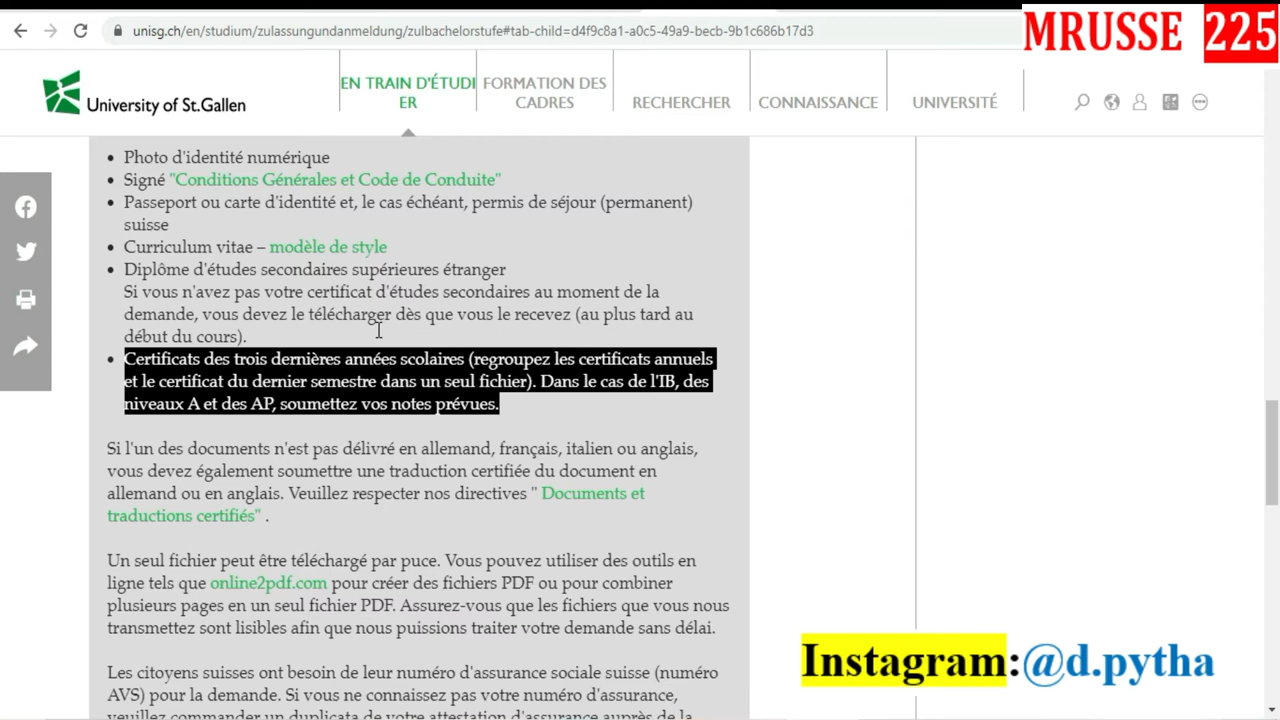 unisg.ch/en/studium/zulassungundanmeldung/zulbachelorstufe#tab-child=d4f9c8a1-a0c5-49a9-becb-9b1c686b17d3
MRUSSE 225
University of St.Gallen
EN TRAIN D'ÉTUDI
ER
FORMATION DES
CADRES
RECHERCHER
CONNAISSANCE
UNIVERSITÉ
• Photo d'identité numérique
• Signé "Conditions Générales et Code de Conduite"
• Passeport ou carte d'identité et, le cas échéant, permis de séjour (permanent)
suisse
• Curriculum vitae – modèle de style
• Diplôme d'études secondaires supérieures étranger
Si vous n'avez pas votre certificat d'études secondaires au moment de la
demande, vous devez le télécharger dès que vous le recevez (au plus tard au
début du cours).
• Certificats des trois dernières années scolaires (regroupez les certificats annuels
et le certificat du dernier semestre dans un seul fichier). Dans le cas de l'IB, des
niveaux A et des AP, soumettez vos notes prévues.
Si l'un des documents n'est pas délivré en allemand, français, italien ou anglais,
vous devez également soumettre une traduction certifiée du document en
allemand ou en anglais. Veuillez respecter nos directives " Documents et
traductions certifiés" .
Un seul fichier peut être téléchargé par puce. Vous pouvez utiliser des outils en
ligne tels que online2pdf.com pour créer des fichiers PDF ou pour combiner
plusieurs pages en un seul fichier PDF. Assurez-vous que les fichiers que vous nous
transmettez sont lisibles afin que nous puissions traiter votre demande sans délai.
Les citoyens suisses ont besoin de leur numéro d'assurance sociale suisse (numéro
AVS) pour la demande. Si vous ne connaissez pas votre numéro d'assurance,
veuillez commander un duplicata de votre attestation d'assurance auprès de la
Instagram:@d.pytha